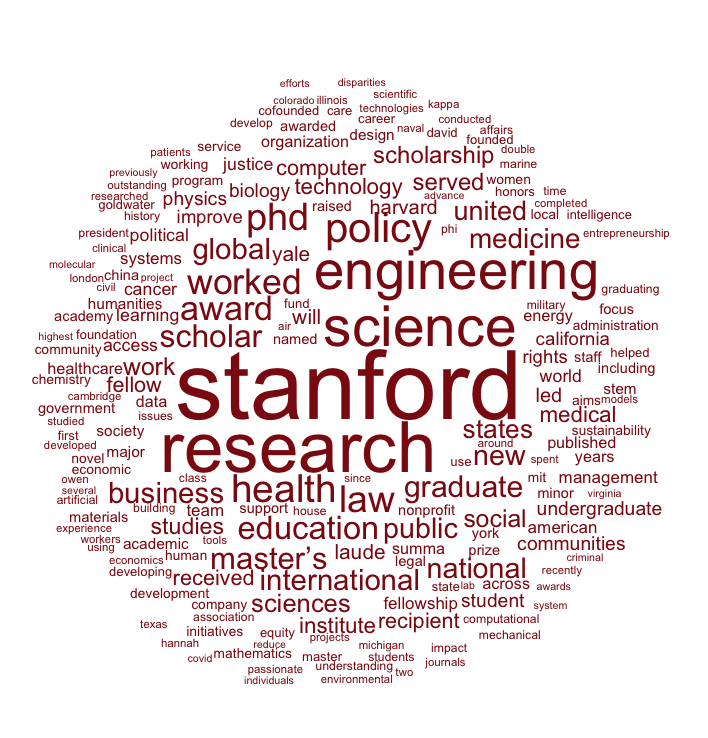 efforts disparities
colorado illinois scientific
cofounded care technologies kappa
develop awarded career conducted
organization design naval david affairs
founded
patients service computer scholarship double
working justice marine
previously program technology served women
outstanding biology honors time
researched physics raised harvard advance completed
goldwater improve phd policy united local intelligence
history
president political phi medicine entrepreneurship
clinical systems global yale
molecular engineering
london china project worked
civil cancer graduating
humanities award fund military focus
academy learning will energy administration
highest foundation scholar air science california
community access named rights staff helped
healthcare work world including
chemistry fellow stanford led stem
cambridge data aims models
government issues medical
studied society states sustainability
first research around published
developed major new years
novel use spent
economic class since mit management
owen health graduate minor virginia
several business law
artificial building support house nonprofit undergraduate
materials team social
experience studies education public york american
workers tools communities
using academic laude summa prize
economics human master’s legal national criminal
developing received international recently
development state lab across awards
company sciences fellowship student system
association computational
texas initiatives institute recipient
equity projects mechanical
hannah reduce michigan impact
covid mathematics master students journals
passionate understanding two
individuals environmental